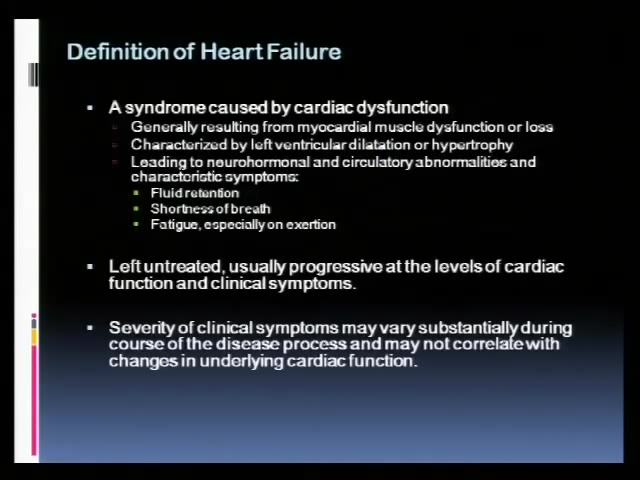 Definition of Heart Failure
A syndrome caused by cardiac dysfunction
Generally resulting from myocardial muscle dysfunction or loss
Characterized by left ventricular dilatation or hypertrophy
Leading to neurohormonal and circulatory abnormalities and
characteristic symptoms:
Fluid retention
Shortness of breath
Fatigue, especially on exertion
Left untreated, usually progressive at the levels of cardiac
function and clinical symptoms.
Severity of clinical symptoms may vary substantially during
course of the disease process and may not correlate with
changes in underlying cardiac function.